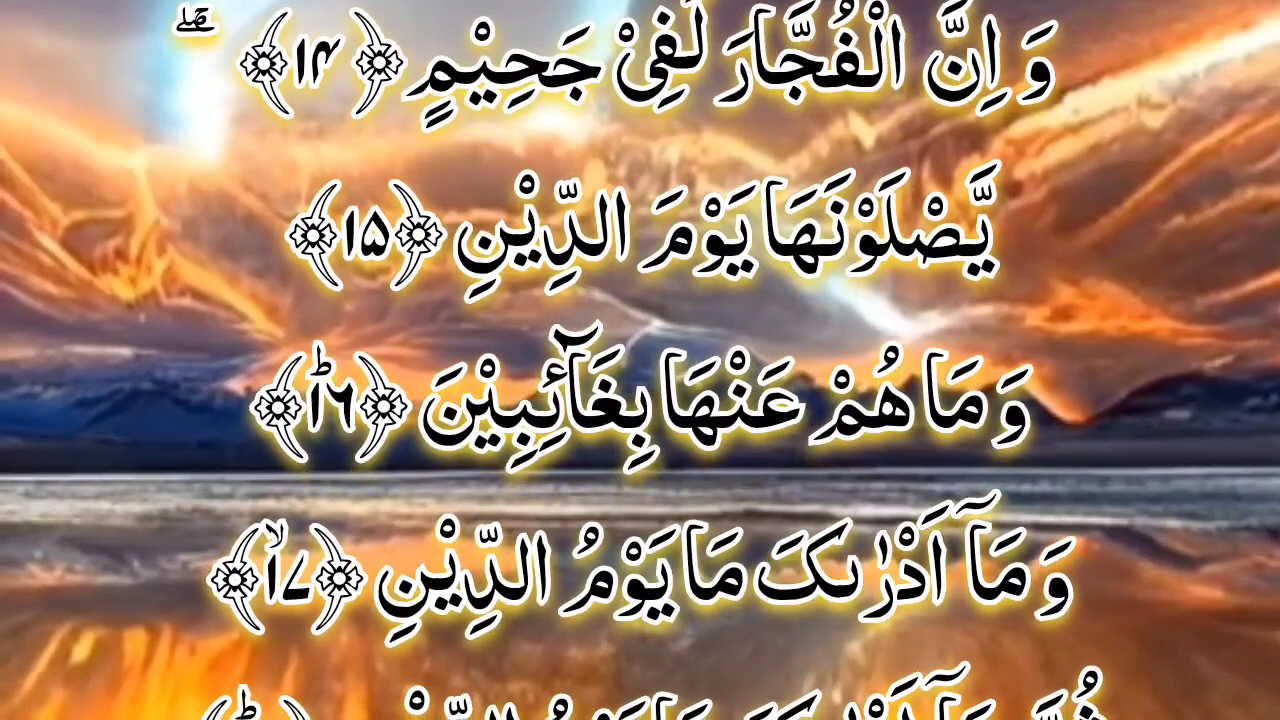 وَ اِنَّ الْفُجَّارَ لَفِیْ جَحِیْمٍ ﴿۱۴﴾ۚۖ
یَّصْلَوْنَهَا یَوْمَ الدِّیْنِ ﴿۱۵﴾
وَ مَا هُمْ عَنْهَا بِغَآئِبِیْنَ ﴿ؕ۱۶﴾
وَ مَاۤ اَدْرٰىکَ مَا یَوْمُ الدِّیْنِ ﴿ۙ۱۷﴾